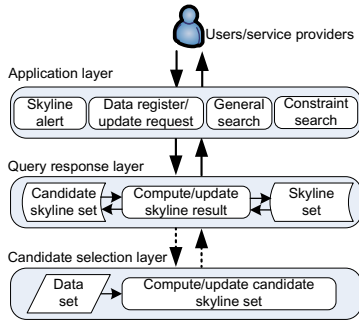 Users/service providers
Application layer
Skyline
alert
Data register/
update request
General
search
Constraint
search
Query response layer
Candidate
skyline set
Compute/update
skyline result
Skyline
set
Candidate selection layer
Data
set
Compute/update candidate
skyline set